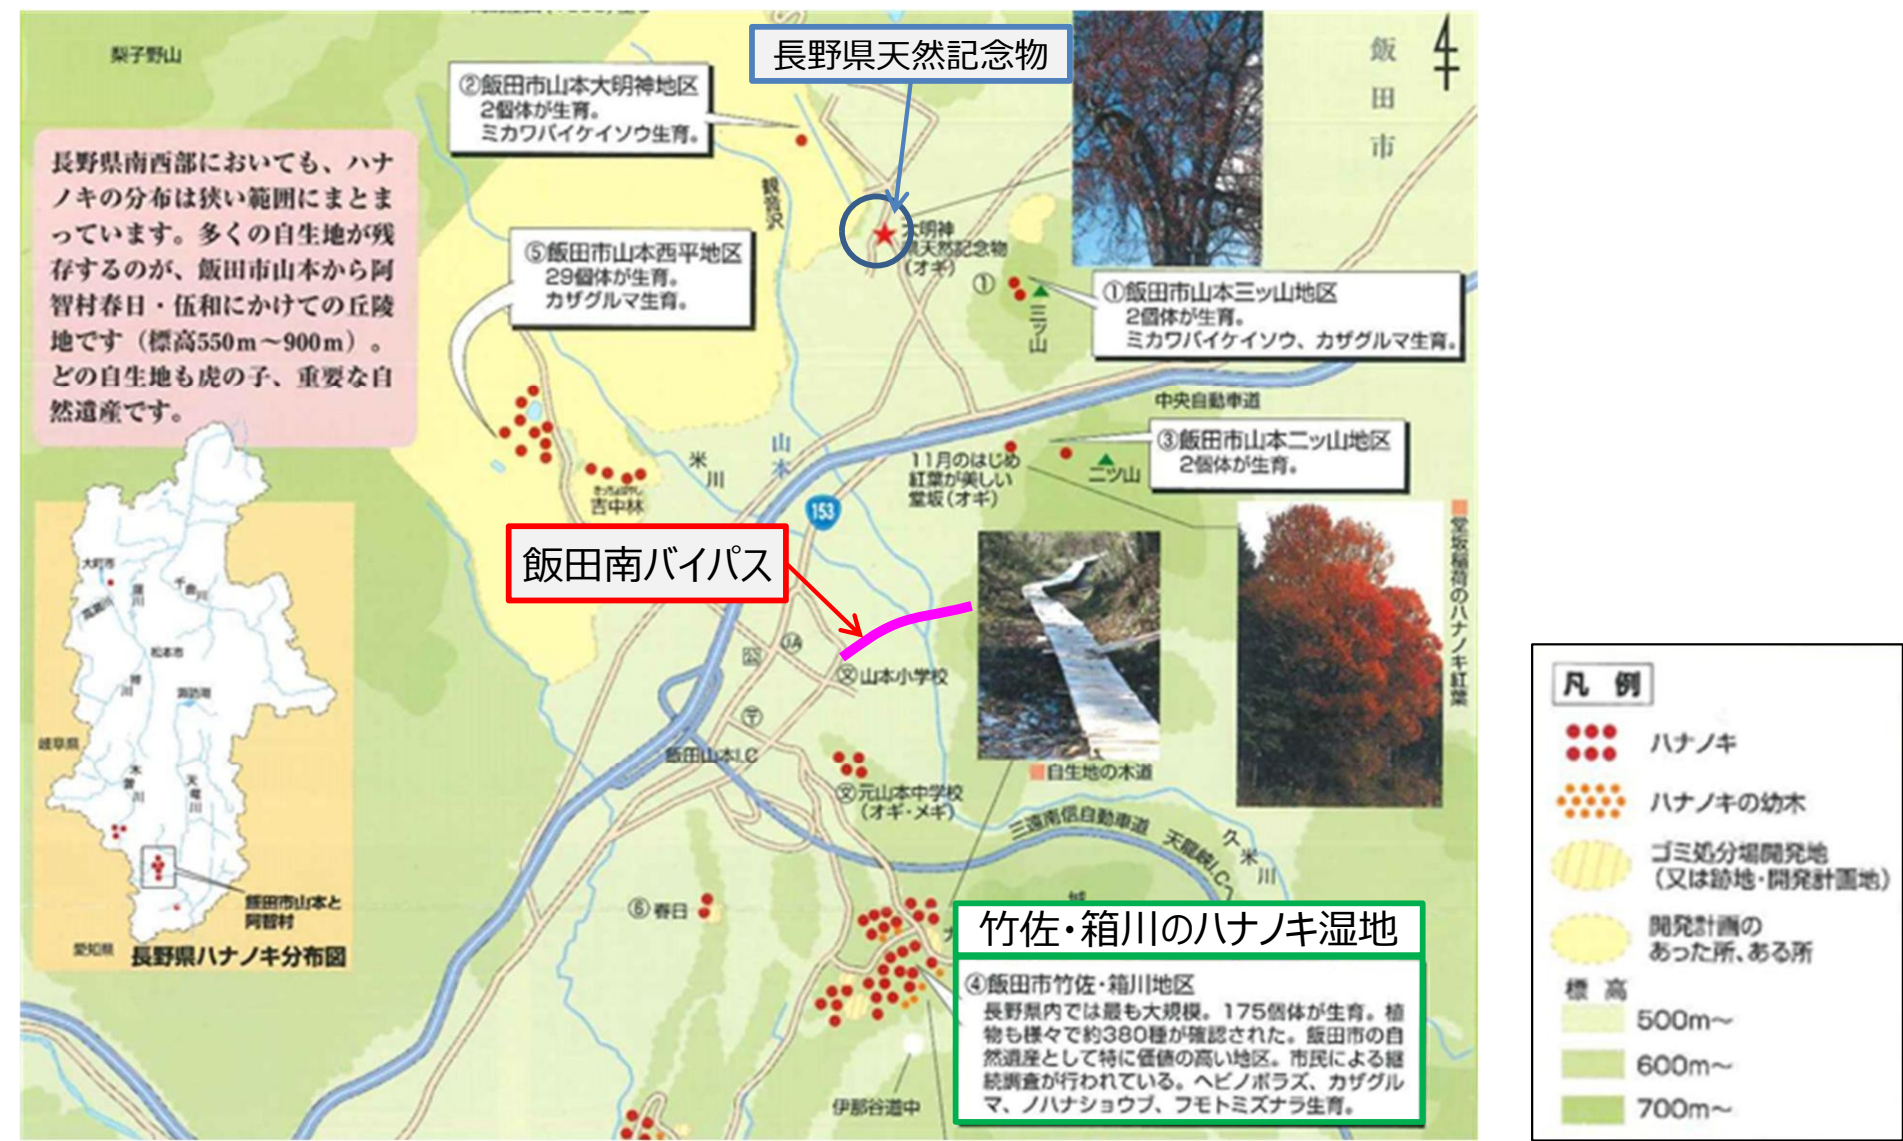 梨子野山
長野県天然記念物
飯田市
②飯田市山本大明神地区
2個体が生育。
ミカワバイケイソウ生育。
長野県南西部においても、ハナ
ノキの分布は狭い範囲にまとま
っています。多くの自生地が残
存するのが、飯田市山本から阿
智村春日・伍和にかけての丘陵
地です（標高550m～900m）。
どの自生地も虎の子、重要な自
然遺産です。
観音沢
大明神
県天然記念物
（オギ）
⑤飯田市山本西平地区
29個体が生育。
カザグルマ生育。
①
三ッ山
①飯田市山本三ッ山地区
2個体が生育。
ミカワバイケイソウ、カザグルマ生育。
中央自動車道
山本
米川
11月のはじめ
紅葉が美しい
堂坂（オギ）
二ッ山
③飯田市山本二ッ山地区
2個体が生育。
吉中林
153
飯田南バイパス
堂坂稲荷のハナノキ紅葉
JA
公
文山本小学校
〒
飯田山本I.C
自生地の木道
文元山本中学校
（オギ・メキ）
三遠南信自動車道
天龍峡I.Cへ
久米川
⑥春日
竹佐・箱川のハナノキ湿地
④飯田市竹佐・箱川地区
長野県内では最も大規模。175個体が生育。植
物も様々で約380種が確認された。飯田市の自
然遺産として特に価値の高い地区。市民による継
続調査が行われている。ヘビノボラズ、カザグル
マ、ノハナショウブ、フモトミズナラ生育。
伊那谷道中
大町市
高瀬川
犀川
千曲川
松本市
諏訪湖
岐阜県
木曽川
天竜川
飯田市山本と
阿智村
愛知県
長野県ハナノキ分布図
凡例
ハナノキ
ハナノキの幼木
ゴミ処分場開発地
（又は跡地・開発計画地）
開発計画の
あった所、ある所
標高
500m～
600m～
700m～